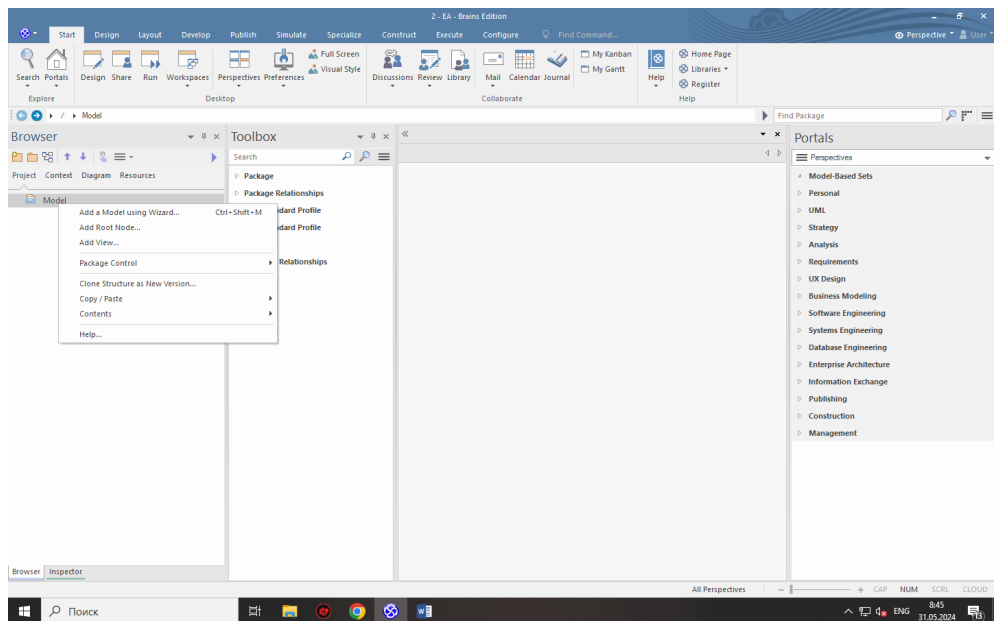 2 - EA - Brains Edition
Start Design Layout Develop Publish Simulate Specialize Construct Execute Configure Find Command... Perspective User
Search Portals Design Share Run Workspaces Perspectives Preferences Full Screen Visual Style Discussions Review Library Mail Calendar Journal My Kanban My Gantt Help Home Page Libraries Register
Explore Desktop Collaborate Help
/ Model Find Package
Browser
Project Context Diagram Resources
Model
Add a Model using Wizard... Ctrl+Shift+M
Add Root Node...
Add View...
Package Control
Clone Structure as New Version...
Copy / Paste
Contents
Help...
Toolbox
Search
Package
Package Relationships
dard Profile
dard Profile
Relationships
Portals
Perspectives
Model-Based Sets
Personal
UML
Strategy
Analysis
Requirements
UX Design
Business Modeling
Software Engineering
Systems Engineering
Database Engineering
Enterprise Architecture
Information Exchange
Publishing
Construction
Management
Browser Inspector
All Perspectives CAP NUM SCRL CLOUD
Поиск ENG 8:45
31.05.2024